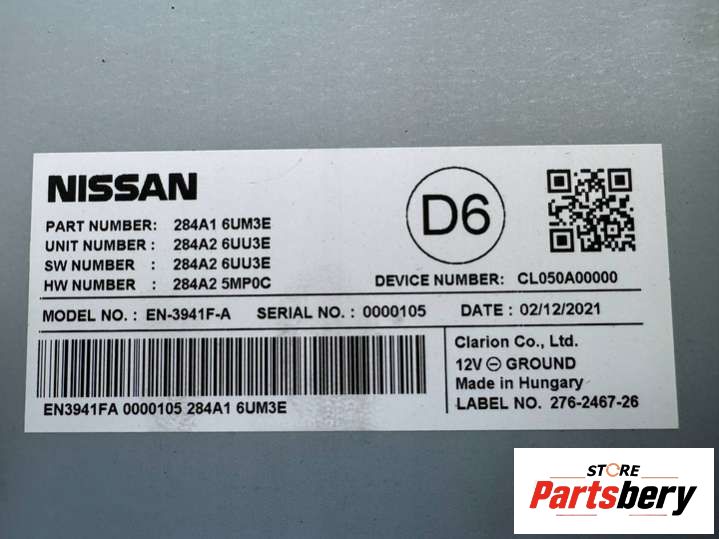 NISSAN
D6
PART NUMBER: 284A1 6UM3E
UNIT NUMBER : 284A2 6UU3E
SW NUMBER : 284A2 6UU3E
HW NUMBER : 284A2 5MP0C
DEVICE NUMBER: CL050A00000
MODEL NO. : EN-3941F-A SERIAL NO. : 0000105 DATE : 02/12/2021
Clarion Co., Ltd.
12V ⊖ GROUND
Made in Hungary
EN3941FA 0000105 284A1 6UM3E
LABEL NO. 276-2467-26
STORE
Partsbery